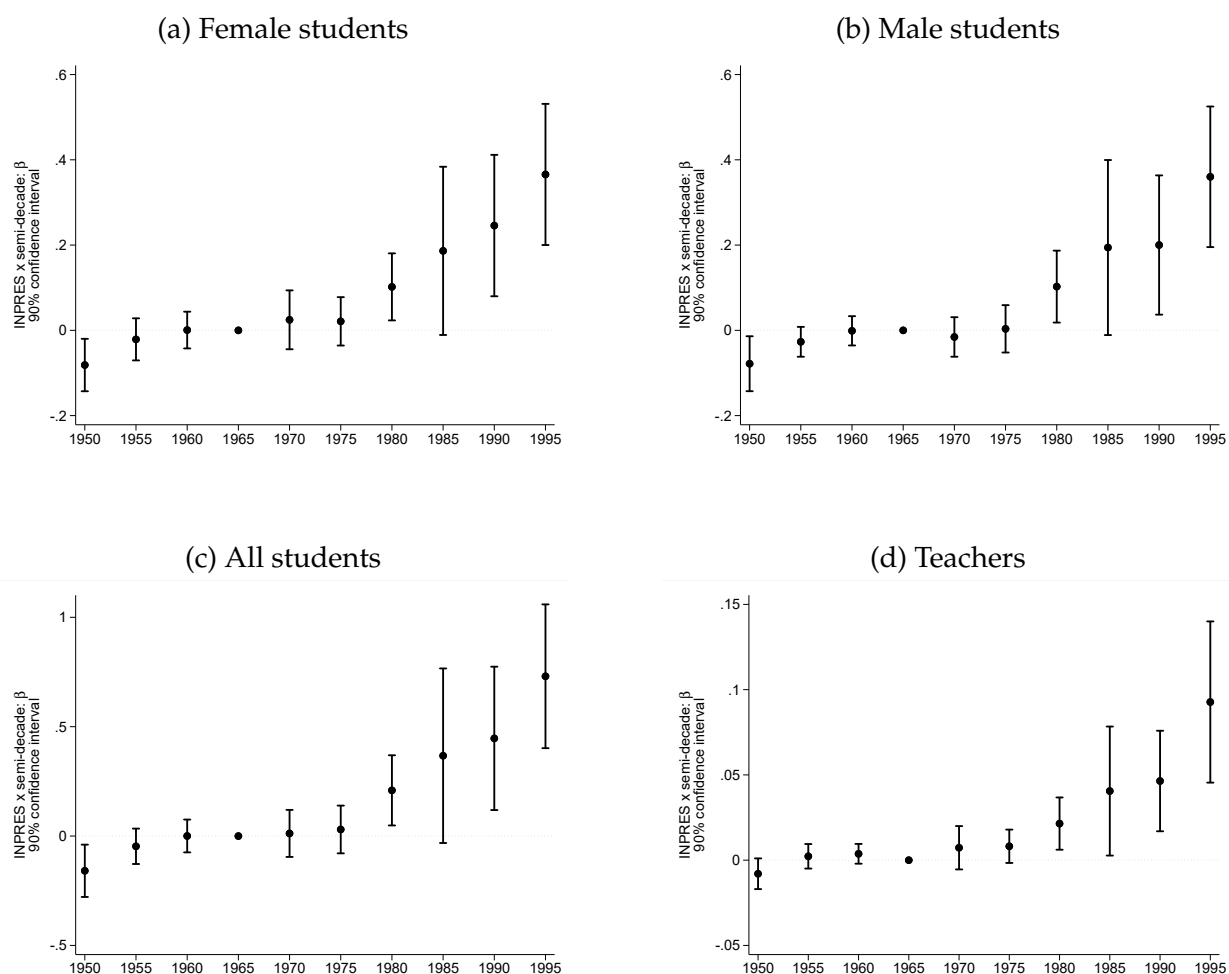 (a) Female students
INPRES x semi-decade: β
90% confidence interval
.6
.4
.2
0
-.2
1950 1955 1960 1965 1970 1975 1980 1985 1990 1995
(b) Male students
INPRES x semi-decade: β
90% confidence interval
.6
.4
.2
0
-.2
1950 1955 1960 1965 1970 1975 1980 1985 1990 1995
(c) All students
INPRES x semi-decade: β
90% confidence interval
1
.5
0
-.5
1950 1955 1960 1965 1970 1975 1980 1985 1990 1995
(d) Teachers
INPRES x semi-decade: β
90% confidence interval
.15
.1
.05
0
-.05
1950 1955 1960 1965 1970 1975 1980 1985 1990 1995